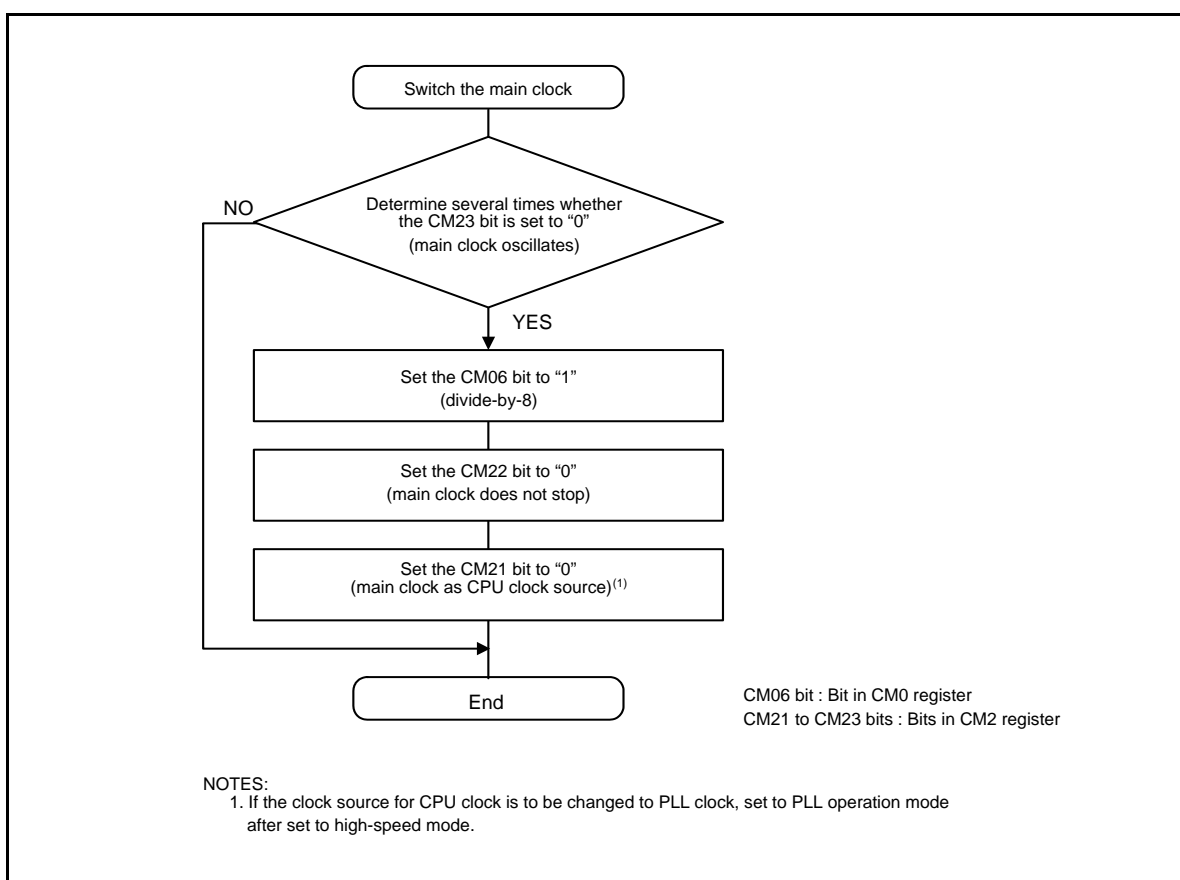 Switch the main clock
Determine several times whether
the CM23 bit is set to “0”
(main clock oscillates)
NO
YES
Set the CM06 bit to “1”
(divide-by-8)
Set the CM22 bit to “0”
(main clock does not stop)
Set the CM21 bit to “0”
(main clock as CPU clock source)(1)
End
CM06 bit : Bit in CM0 register
CM21 to CM23 bits : Bits in CM2 register
NOTES:
1. If the clock source for CPU clock is to be changed to PLL clock, set to PLL operation mode
after set to high-speed mode.